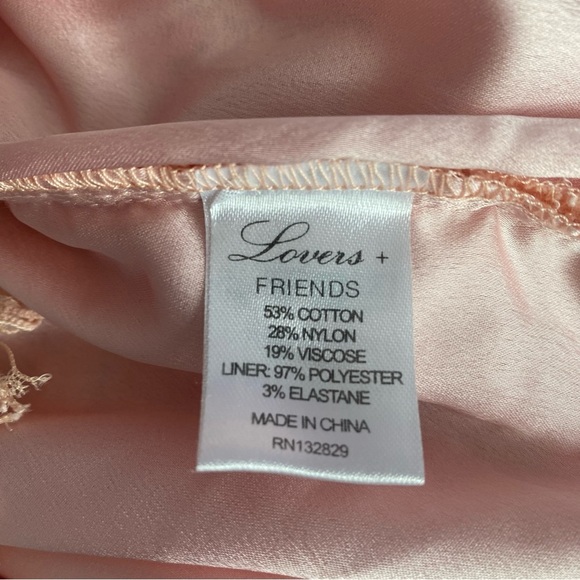 Lovers +
FRIENDS
53% COTTON
28% NYLON
19% VISCOSE
LINER: 97% POLYESTER
3% ELASTANE
MADE IN CHINA
RN132829